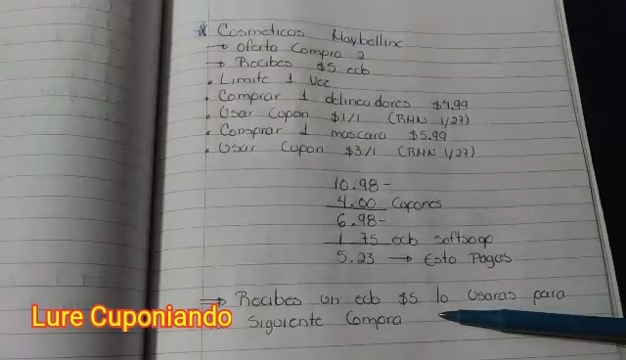 * Cosmeticos Maybelline
→ Oferta Compra 2
→ Recibes $5 ecb
• Limite 1 Vez
• Comprar 1 delineadores $4.99
• Usar Cupon $1/1 (RMN 1/27)
• Comprar 1 mascara $5.99
• Usar Cupon $3/1 (RMN 1/27)
10.98-
4.00 Cupones
6.98-
1.75 ecb softsoap
5.23 → Esto Pagas
⇒ Recibes un ecb $5 lo usaras para
siguiente Compra
Lure Cuponiando